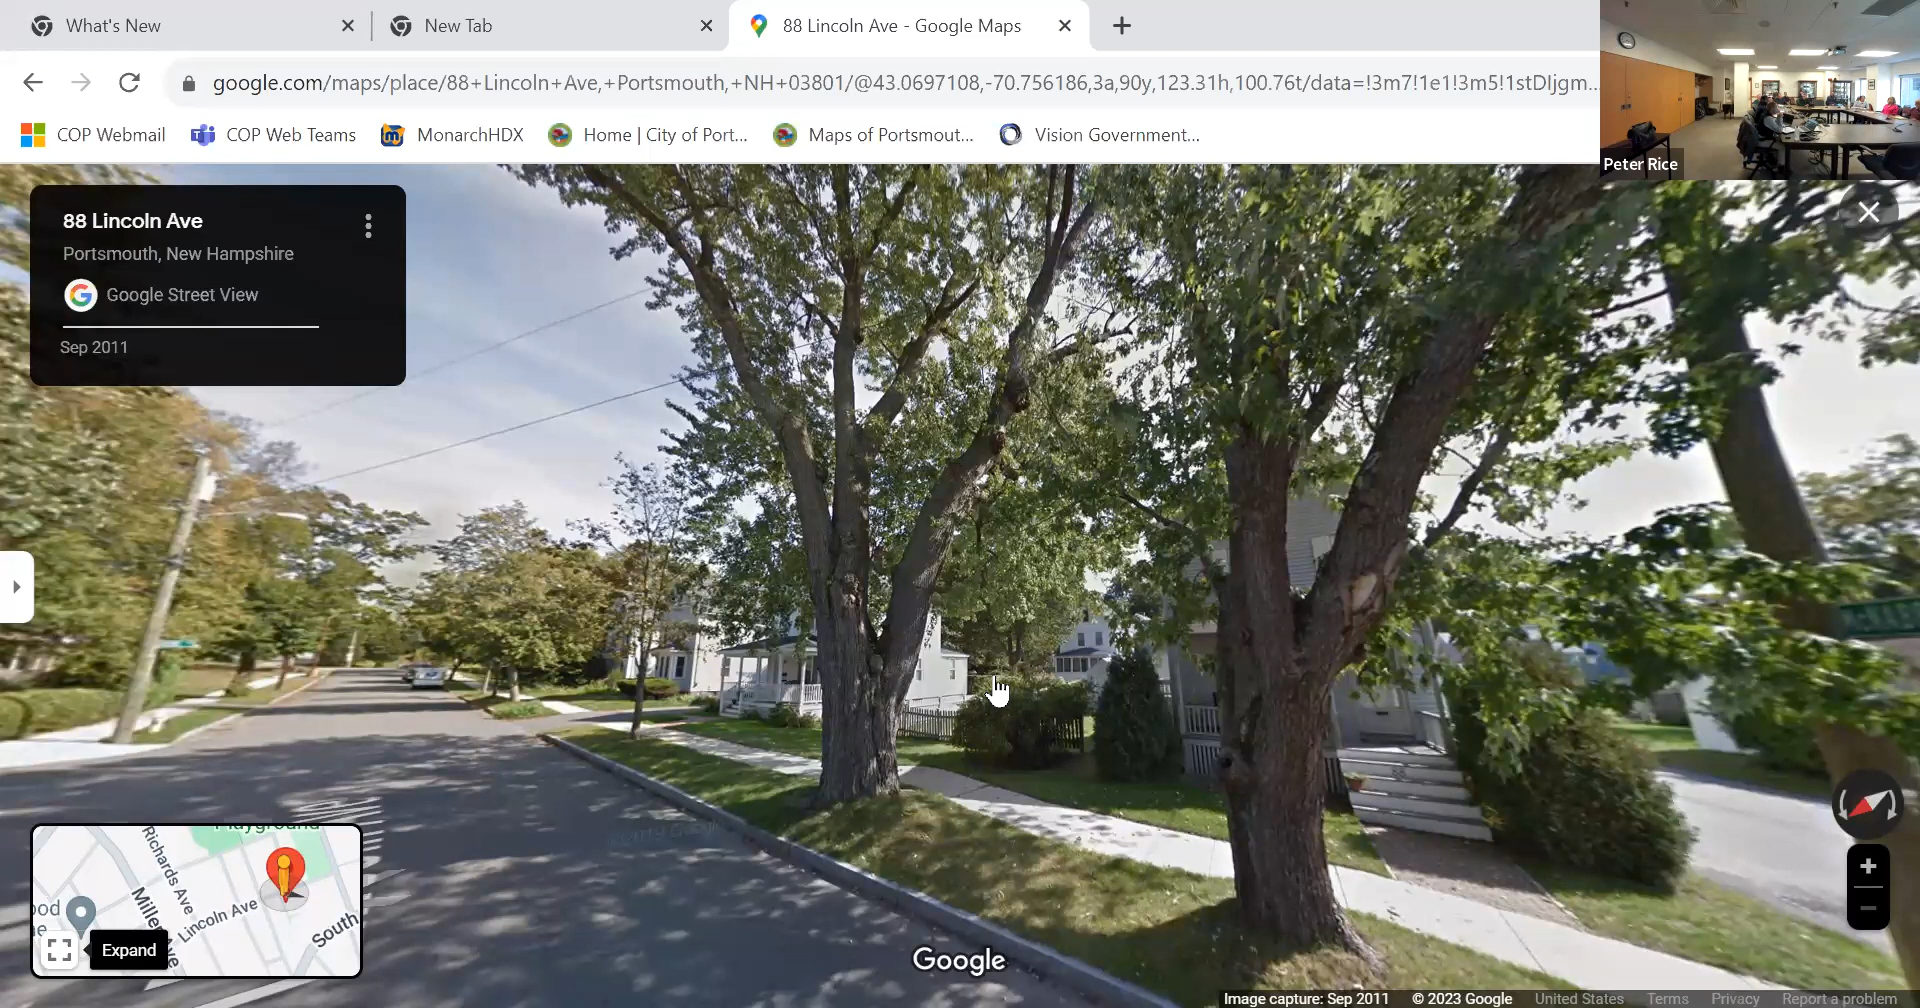 What's New
New Tab
88 Lincoln Ave - Google Maps
google.com/maps/place/88+Lincoln+Ave,+Portsmouth,+NH+03801/@43.0697108,-70.756186,3a,90y,123.31h,100.76t/data=!3m7!1e1!3m5!1stDljgm...
COP Webmail
COP Web Teams
MonarchHDX
Home | City of Port...
Maps of Portsmout...
Vision Government...
Peter Rice
88 Lincoln Ave
Portsmouth, New Hampshire
Google Street View
Sep 2011
Playground
Richards Ave
Miller Ave
Lincoln Ave
South
ood
Expand
Google
Image capture: Sep 2011 © 2023 Google United States Terms Privacy Report a problem